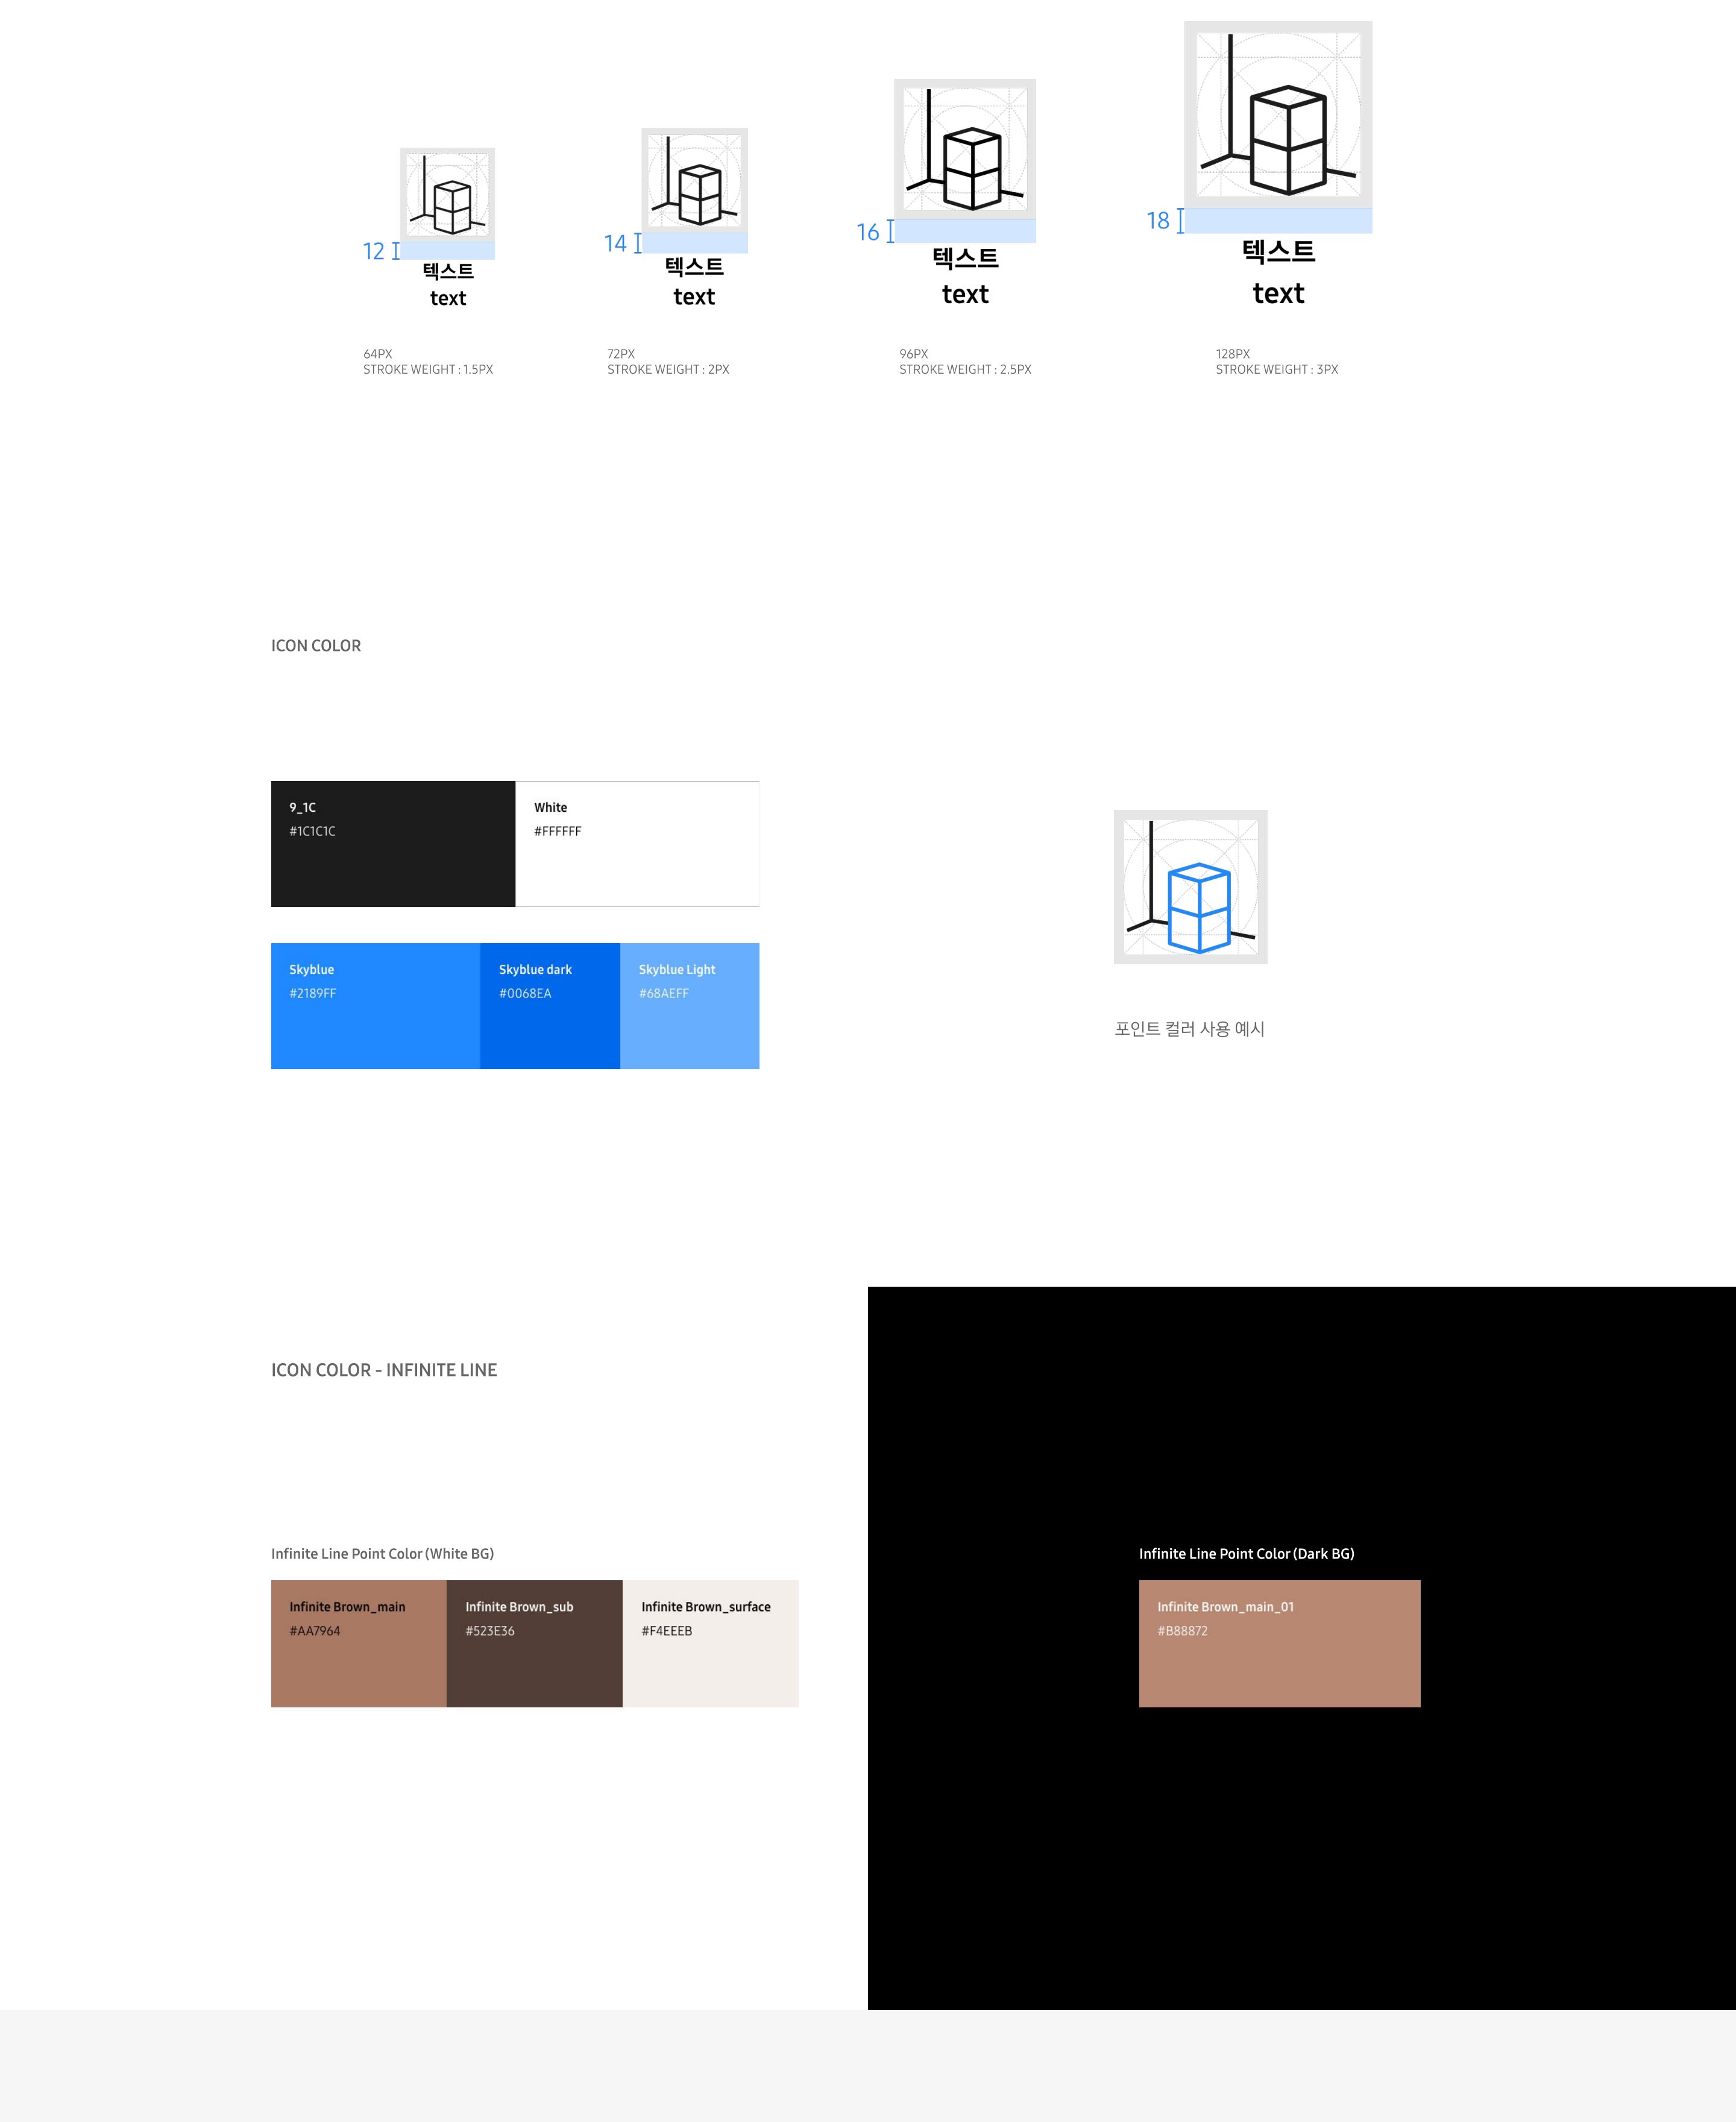 12
텍스트
text
64PX
STROKE WEIGHT : 1.5PX
14
텍스트
text
72PX
STROKE WEIGHT : 2PX
16
텍스트
text
96PX
STROKE WEIGHT : 2.5PX
18
텍스트
text
128PX
STROKE WEIGHT : 3PX
ICON COLOR
9_1C
#1C1C1C
White
#FFFFFF
Skyblue
#2189FF
Skyblue dark
#0068EA
Skyblue Light
#68AEFF
포인트 컬러 사용 예시
ICON COLOR - INFINITE LINE
Infinite Line Point Color (White BG)
Infinite Brown_main
#AA7964
Infinite Brown_sub
#523E36
Infinite Brown_surface
#F4EEEB
Infinite Line Point Color (Dark BG)
Infinite Brown_main_01
#B88872